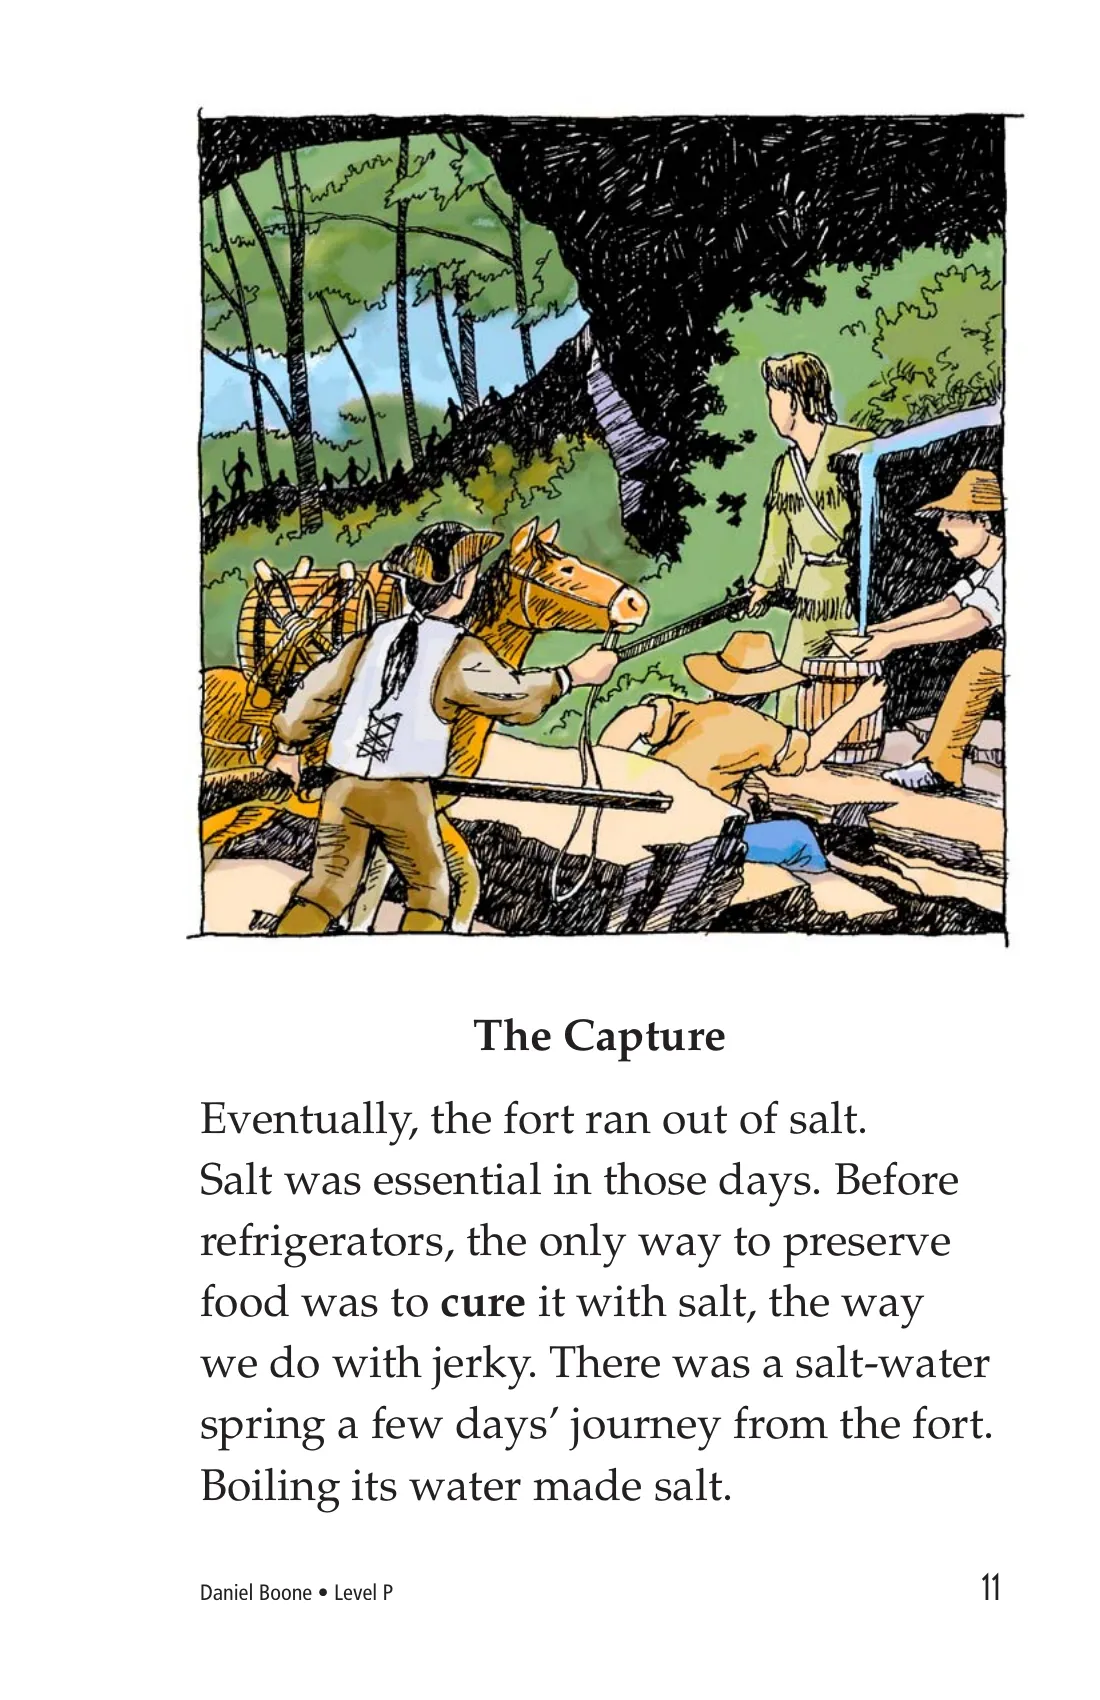 The Capture
Eventually, the fort ran out of salt.
Salt was essential in those days. Before
refrigerators, the only way to preserve
food was to cure it with salt, the way
we do with jerky. There was a salt-water
spring a few days’ journey from the fort.
Boiling its water made salt.
Daniel Boone • Level P
11